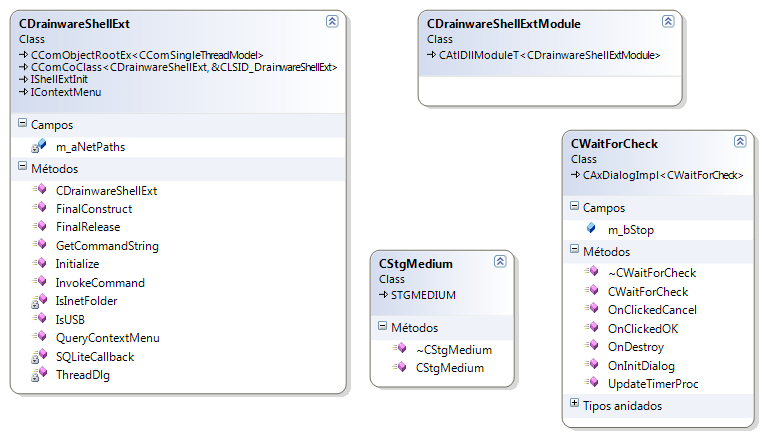 CDrainwareShellExt
Class
CComObjectRootEx<CComSingleThreadModel>
CComCoClass<CDrainwareShellExt, &CLSID_DrainwareShellExt>
IShellExtInit
IContextMenu
Campos
m_aNetPaths
Métodos
CDrainwareShellExt
FinalConstruct
FinalRelease
GetCommandString
Initialize
InvokeCommand
IsInetFolder
IsUSB
QueryContextMenu
SQLiteCallback
ThreadDlg
CDrainwareShellExtModule
Class
CAtlDllModuleT<CDrainwareShellExtModule>
CStgMedium
Class
STGMEDIUM
Métodos
~CStgMedium
CStgMedium
CWaitForCheck
Class
CAxDialogImpl<CWaitForCheck>
Campos
m_bStop
Métodos
~CWaitForCheck
CWaitForCheck
OnClickedCancel
OnClickedOK
OnDestroy
OnInitDialog
UpdateTimerProc
Tipos anidados